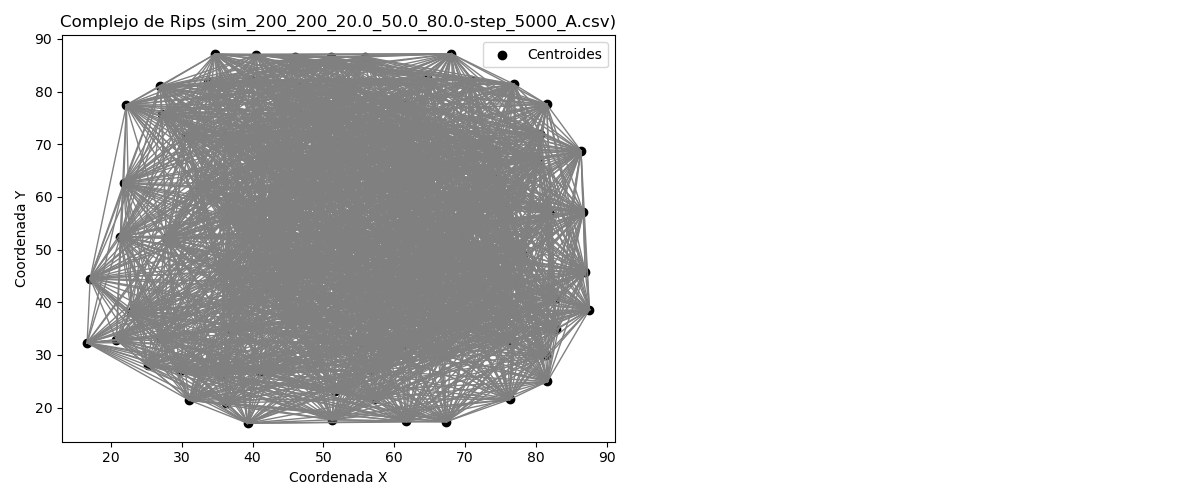 Complejo de Rips (sim_200_200_20.0_50.0_80.0-step_5000_A.csv)
90
80
70
60
50
40
30
20
Coordenada Y
Centroides
20 30 40 50 60 70 80 90
Coordenada X